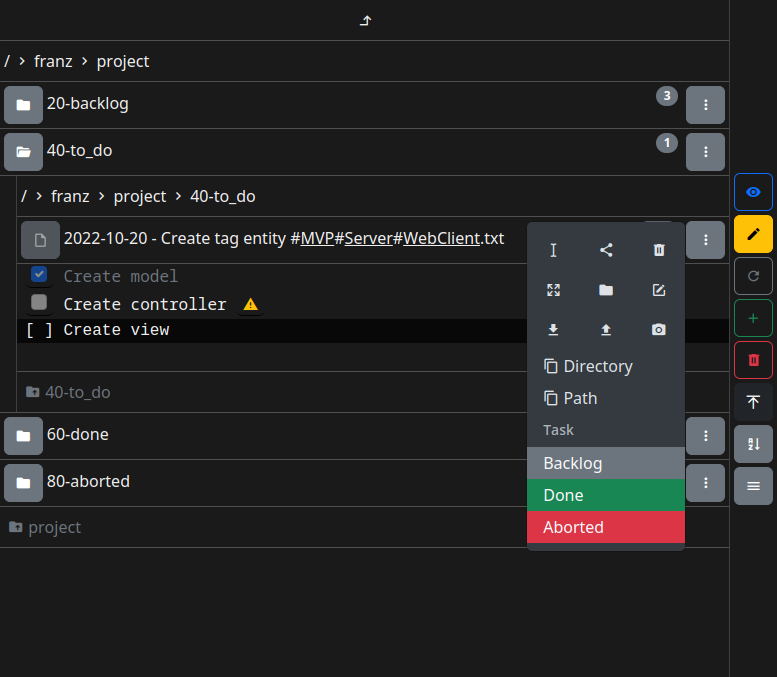 / > franz > project
20-backlog 3
40-to_do 1
/ > franz > project > 40-to_do
2022-10-20 - Create tag entity #MVP#Server#WebClient.txt
Create model
Create controller
[ ] Create view
40-to_do
60-done
80-aborted
project
Directory
Path
Task
Backlog
Done
Aborted